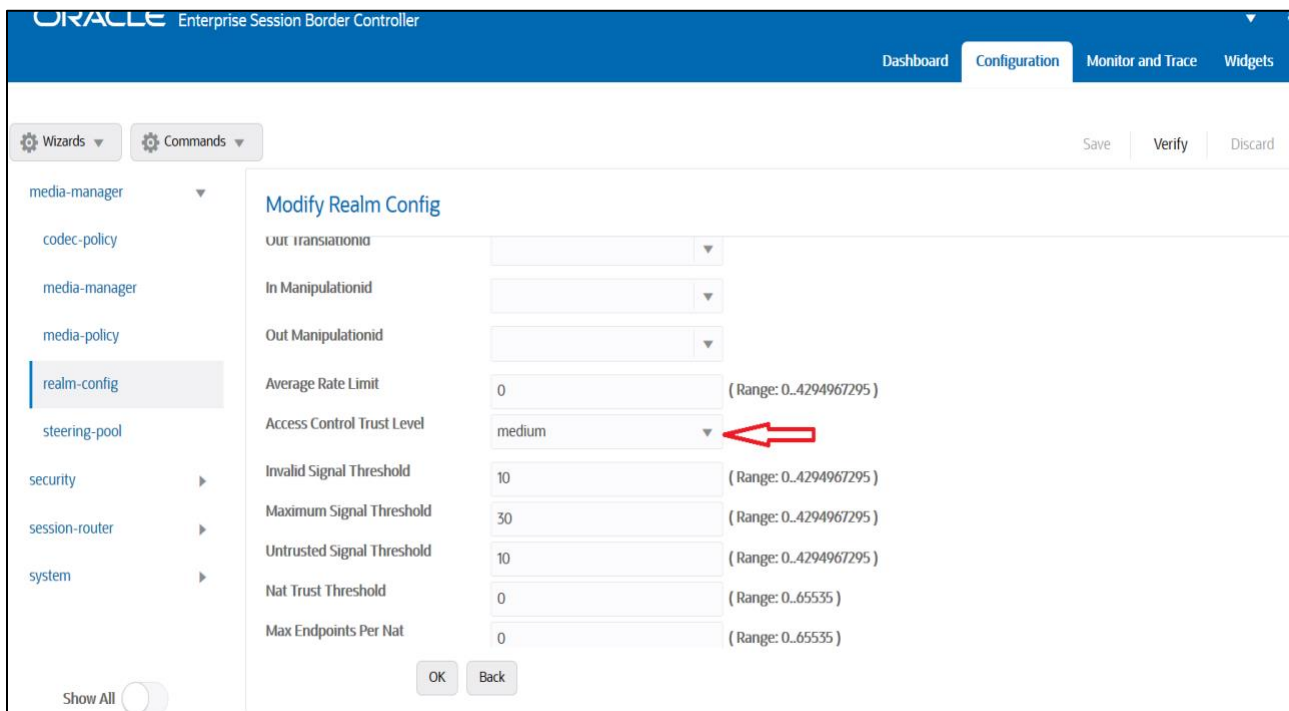 ORACLE Enterprise Session Border Controller
Dashboard Configuration Monitor and Trace Widgets
Wizards Commands Save Verify Discard
media-manager
codec-policy
media-manager
media-policy
realm-config
steering-pool
security
session-router
system
Show All
Modify Realm Config
Out Translationid
In Manipulationid
Out Manipulationid
Average Rate Limit 0 ( Range: 0..4294967295 )
Access Control Trust Level medium
Invalid Signal Threshold 10 ( Range: 0..4294967295 )
Maximum Signal Threshold 30 ( Range: 0..4294967295 )
Untrusted Signal Threshold 10 ( Range: 0..4294967295 )
Nat Trust Threshold 0 ( Range: 0..65535 )
Max Endpoints Per Nat 0 ( Range: 0..65535 )
OK Back